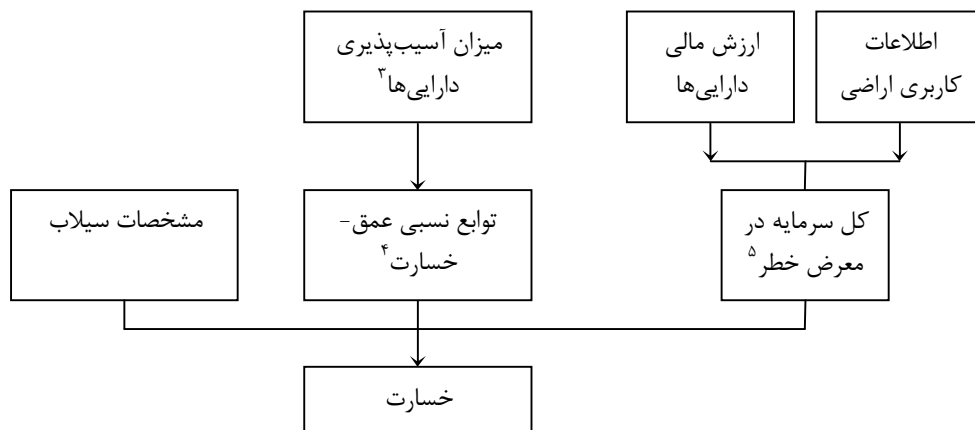 اطلاعات
کاربری اراضی
ارزش مالی
دارایی‌ها
میزان آسیب‌پذیری
دارایی‌ها۳
کل سرمایه در
معرض خطر۵
توابع نسبی عمق-
خسارت۴
مشخصات سیلاب
خسارت